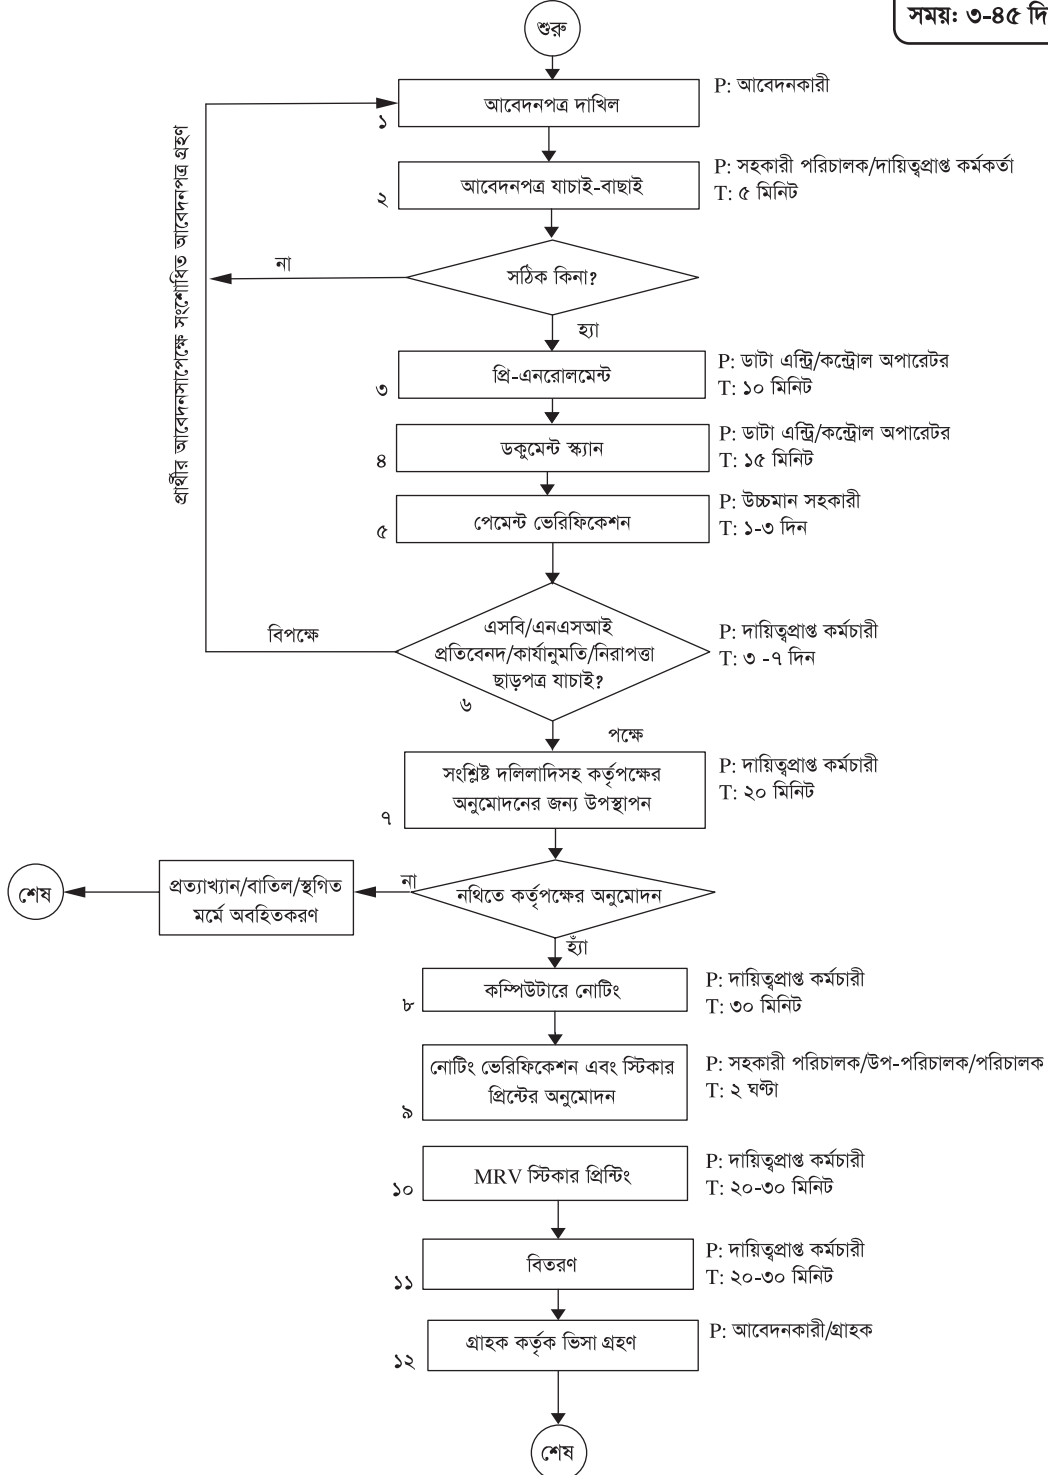 শুরু
সময়: ৩-৪৫ দি
আবেদনপত্র দাখিল
১
P: আবেদনকারী
আবেদনপত্র যাচাই-বাছাই
২
P: সহকারী পরিচালক/দায়িত্বপ্রাপ্ত কর্মকর্তা
T: ৫ মিনিট
প্রার্থীর আবেদনসাপেক্ষে সংশোধিত আবেদনপত্র গ্রহণ
না
সঠিক কিনা?
হ্যা
প্রি-এনরোলমেন্ট
৩
P: ডাটা এন্ট্রি/কন্ট্রোল অপারেটর
T: ১০ মিনিট
ডকুমেন্ট স্ক্যান
৪
P: ডাটা এন্ট্রি/কন্ট্রোল অপারেটর
T: ১৫ মিনিট
পেমেন্ট ভেরিফিকেশন
৫
P: উচ্চমান সহকারী
T: ১-৩ দিন
বিপক্ষে
এসবি/এনএসআই
প্রতিবেনদ/কার্যানুমতি/নিরাপত্তা
ছাড়পত্র যাচাই?
৬
P: দায়িত্বপ্রাপ্ত কর্মচারী
T: ৩ -৭ দিন
পক্ষে
সংশ্লিষ্ট দলিলাদিসহ কর্তৃপক্ষের
অনুমোদনের জন্য উপস্থাপন
৭
P: দায়িত্বপ্রাপ্ত কর্মচারী
T: ২০ মিনিট
শেষ
প্রত্যাখ্যান/বাতিল/স্থগিত
মর্মে অবহিতকরণ
না
নথিতে কর্তৃপক্ষের অনুমোদন
হ্যাঁ
কম্পিউটারে নোটিং
৮
P: দায়িত্বপ্রাপ্ত কর্মচারী
T: ৩০ মিনিট
নোটিং ভেরিফিকেশন এবং স্টিকার
প্রিন্টের অনুমোদন
৯
P: সহকারী পরিচালক/উপ-পরিচালক/পরিচালক
T: ২ ঘণ্টা
MRV স্টিকার প্রিন্টিং
১০
P: দায়িত্বপ্রাপ্ত কর্মচারী
T: ২০-৩০ মিনিট
বিতরণ
১১
P: দায়িত্বপ্রাপ্ত কর্মচারী
T: ২০-৩০ মিনিট
গ্রাহক কর্তৃক ভিসা গ্রহণ
১২
P: আবেদনকারী/গ্রাহক
শেষ